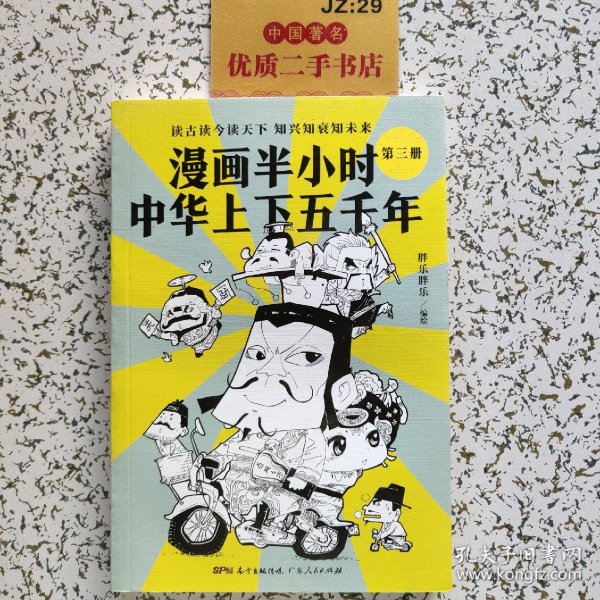 JZ:29
中国著名
优质二手书店
读古读今读天下 知兴知衰知未来
漫画半小时
第三册
中华上下五千年
胖乐胖乐／编绘
SPM 南方出版传媒 广东人民出版社
孔夫子旧书网
www.kongfz.com